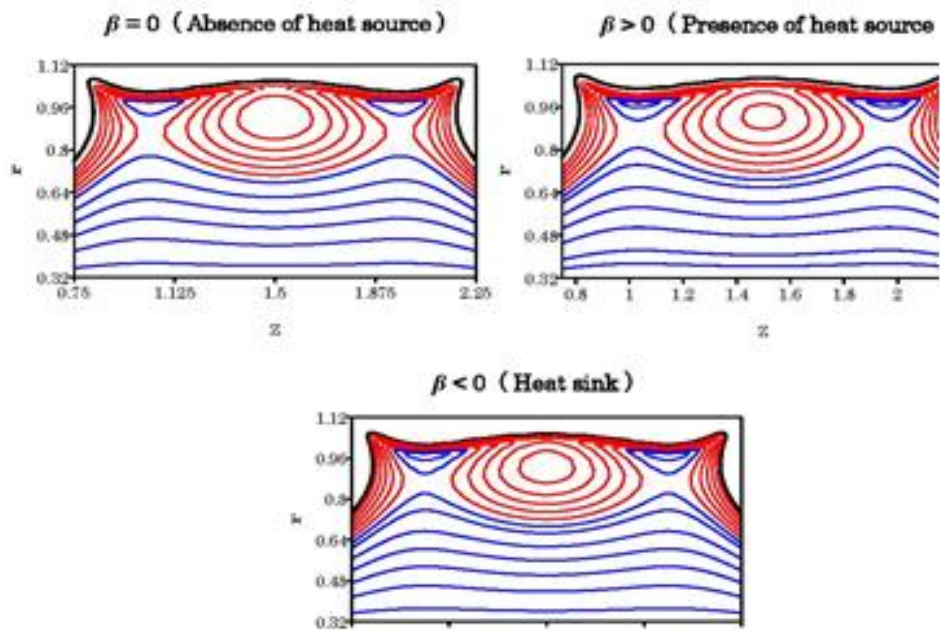 β = 0 ( Absence of heat source )
β > 0 ( Presence of heat source
1.12
0.96
0.8
0.64
0.48
0.32
r
0.75 1.125 1.5 1.875 2.25
z
1.12
0.96
0.8
0.64
0.48
0.32
r
0.8 1 1.2 1.4 1.6 1.8 2
z
β < 0 ( Heat sink )
1.12
0.96
0.8
0.64
0.48
0.32
r